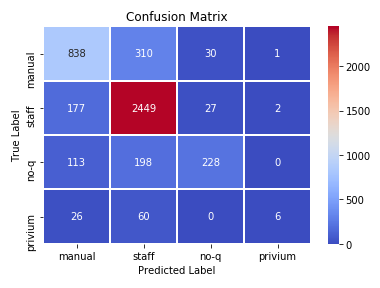 Confusion Matrix
True Label
manual 838 310 30 1
staff 177 2449 27 2
no-q 113 198 228 0
privium 26 60 0 6
manual staff no-q privium
Predicted Label
2000
1500
1000
500
0